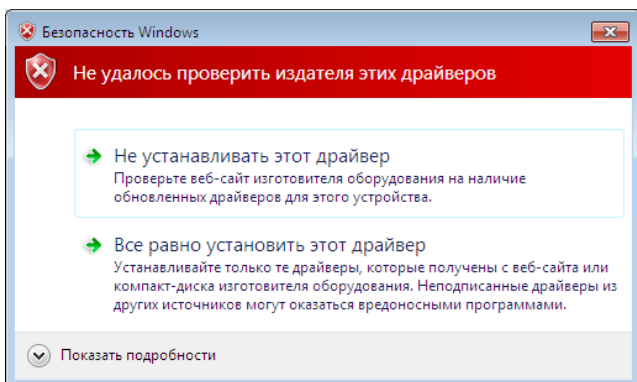 Безопасность Windows
Не удалось проверить издателя этих драйверов
Не устанавливать этот драйвер
Проверьте веб-сайт изготовителя оборудования на наличие
обновленных драйверов для этого устройства.
Все равно установить этот драйвер
Устанавливайте только те драйверы, которые получены с веб-сайта или
компакт-диска изготовителя оборудования. Неподписанные драйверы из
других источников могут оказаться вредоносными программами.
Показать подробности